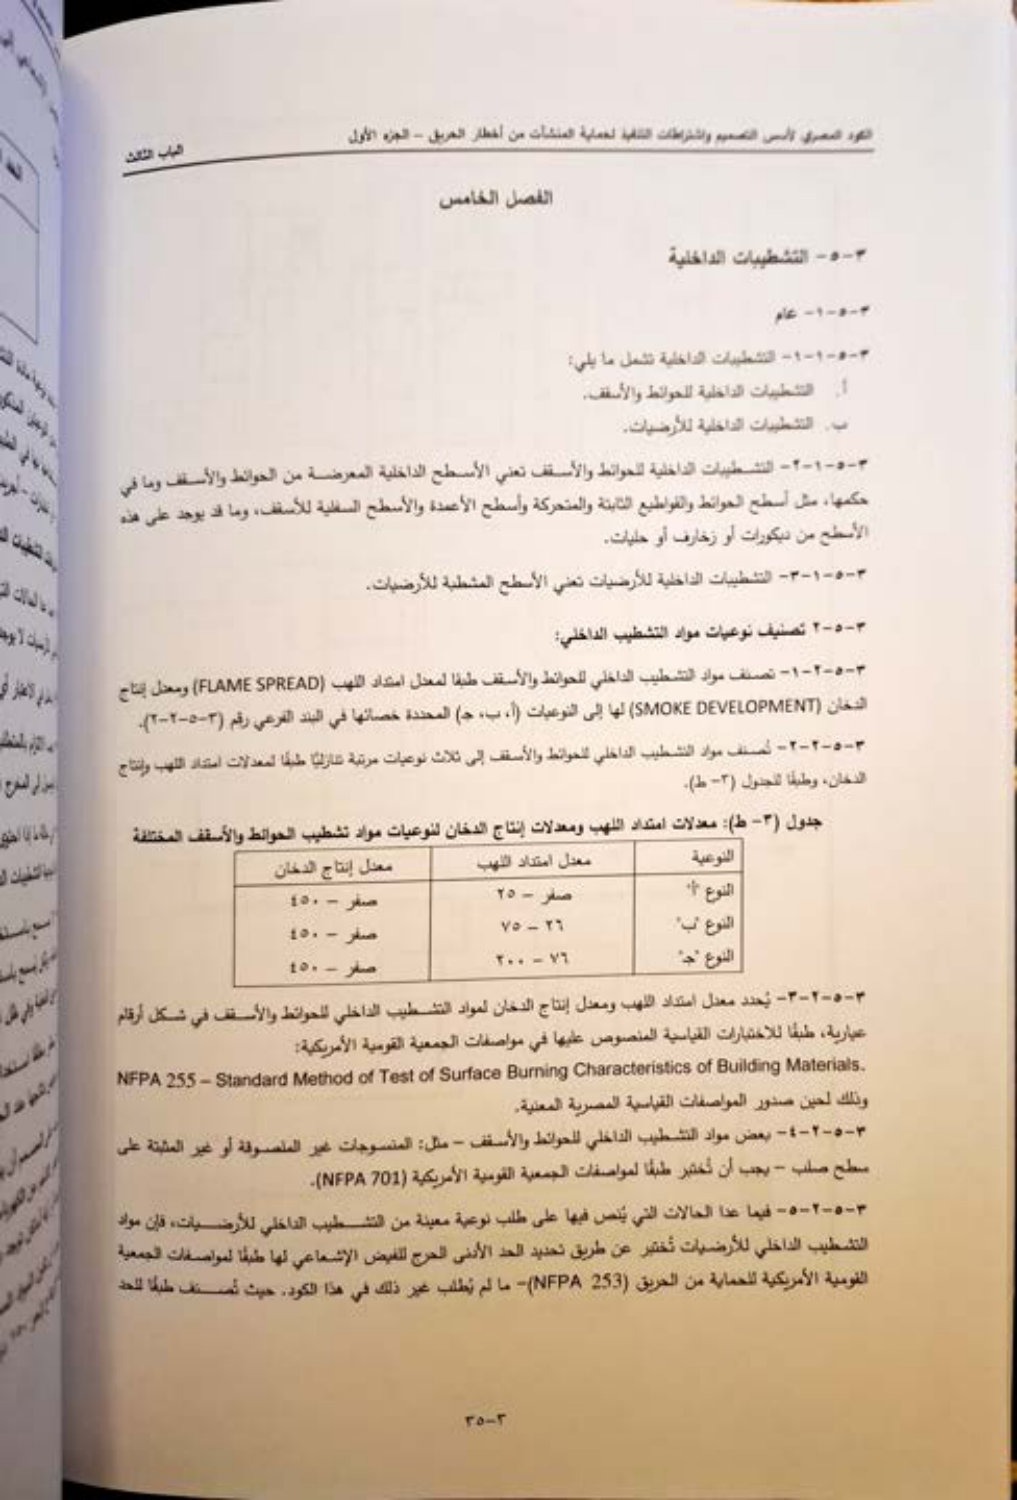 الكود المصري لأسس التصميم واشتراطات التنفيذ لحماية المنشآت من أخطار الحريق – الجزء الأول
الباب الثالث
الفصل الخامس
٣-٥- التشطيبات الداخلية
٣-٥-١- عام
٣-٥-١-١- التشطيبات الداخلية تشمل ما يلي:
أ. التشطيبات الداخلية للحوائط والأسقف.
ب. التشطيبات الداخلية للأرضيات.
٣-٥-١-٢- التشطيبات الداخلية للحوائط والأسقف تعني الأسطح الداخلية المعرضة من الحوائط والأسقف وما في
حكمها، مثل أسطح الحوائط والقواطيع الثابتة والمتحركة وأسطح الأعمدة والأسطح السفلية للأسقف، وما قد يوجد على هذه
الأسطح من ديكورات أو زخارف أو حليات.
٣-٥-١-٣- التشطيبات الداخلية للأرضيات تعني الأسطح المشطبة للأرضيات.
٣-٥-٢ تصنيف نوعيات مواد التشطيب الداخلي:
٣-٥-٢-١- تصنف مواد التشطيب الداخلي للحوائط والأسقف طبقا لمعدل امتداد اللهب (FLAME SPREAD) ومعدل إنتاج
الدخان (SMOKE DEVELOPMENT) لها إلى النوعيات (أ، ب، ج) المحددة خصائها في البند الفرعي رقم (٣-٥-٢-٢).
٣-٥-٢-٢- تُصنف مواد التشطيب الداخلي للحوائط والأسقف إلى ثلاث نوعيات مرتبة تنازليًا طبقًا لمعدلات امتداد اللهب وإنتاج
الدخان، وطبقًا للجدول (٣- ط).
جدول (٣- ط): معدلات امتداد اللهب ومعدلات إنتاج الدخان لنوعيات مواد تشطيب الحوائط والأسقف المختلفة
النوعية معدل امتداد اللهب معدل إنتاج الدخان
النوع "أ" صفر – ٢٥ صفر – ٤٥٠
النوع "ب" ٢٦ – ٧٥ صفر – ٤٥٠
النوع "ج" ٧٦ – ٢٠٠ صفر – ٤٥٠
٣-٥-٢-٣- يُحدد معدل امتداد اللهب ومعدل إنتاج الدخان لمواد التشطيب الداخلي للحوائط والأسقف في شكل أرقام
عيارية، طبقًا للاختبارات القياسية المنصوص عليها في مواصفات الجمعية القومية الأمريكية:
NFPA 255 – Standard Method of Test of Surface Burning Characteristics of Building Materials.
وذلك لحين صدور المواصفات القياسية المصرية المعنية.
٣-٥-٢-٤- بعض مواد التشطيب الداخلي للحوائط والأسقف – مثل: المنسوجات غير الملصوقة أو غير المثبتة على
سطح صلب – يجب أن تُختبر طبقًا لمواصفات الجمعية القومية الأمريكية (NFPA 701).
٣-٥-٢-٥- فيما عدا الحالات التي يُنص فيها على طلب نوعية معينة من التشطيب الداخلي للأرضيات، فإن مواد
التشطيب الداخلي للأرضيات تُختبر عن طريق تحديد الحد الأدنى الحرج للفيض الإشعاعي لها طبقًا لمواصفات الجمعية
القومية الأمريكية للحماية من الحريق (NFPA 253)- ما لم يُطلب غير ذلك في هذا الكود. حيث تُصنف طبقًا للحد
٣-٣٥